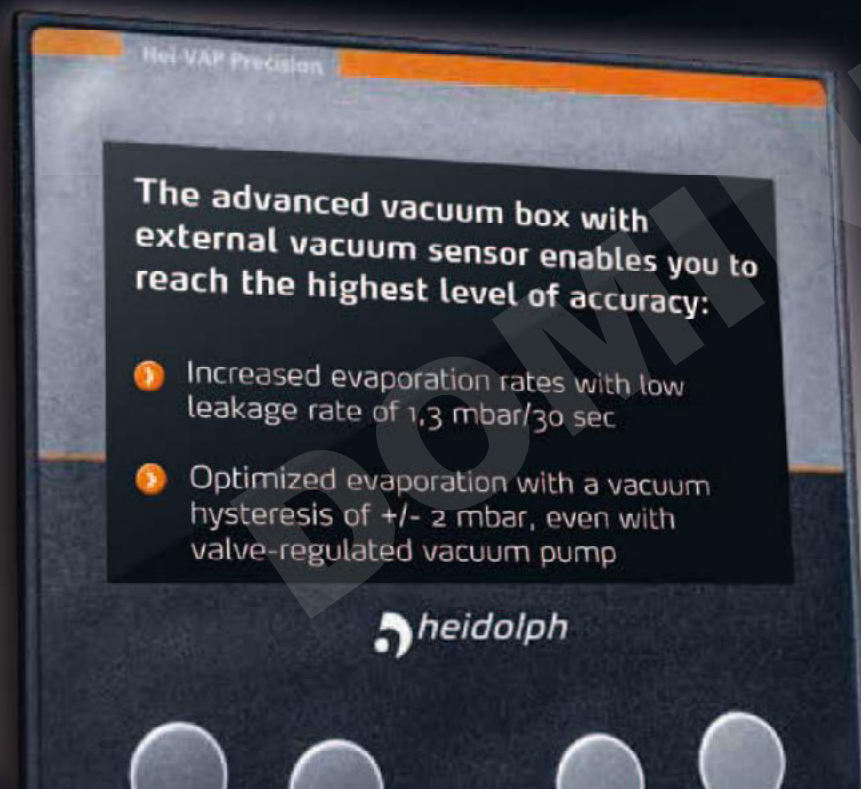 Hei-VAP Precision
The advanced vacuum box with
external vacuum sensor enables you to
reach the highest level of accuracy:
Increased evaporation rates with low
leakage rate of 1,3 mbar/30 sec
Optimized evaporation with a vacuum
hysteresis of +/- 2 mbar, even with
valve-regulated vacuum pump
heidolph